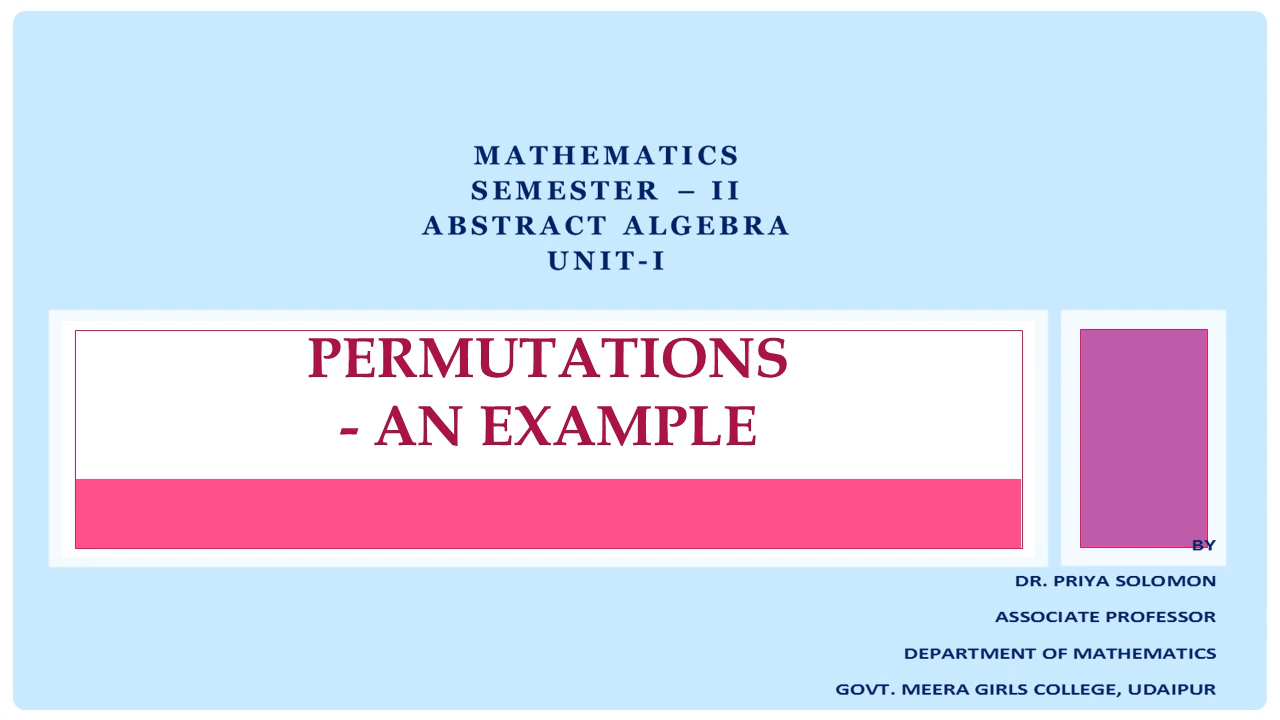 MATHEMATICS
SEMESTER – II
ABSTRACT ALGEBRA
UNIT-I
PERMUTATIONS
- AN EXAMPLE
BY
DR. PRIYA SOLOMON
ASSOCIATE PROFESSOR
DEPARTMENT OF MATHEMATICS
GOVT. MEERA GIRLS COLLEGE, UDAIPUR